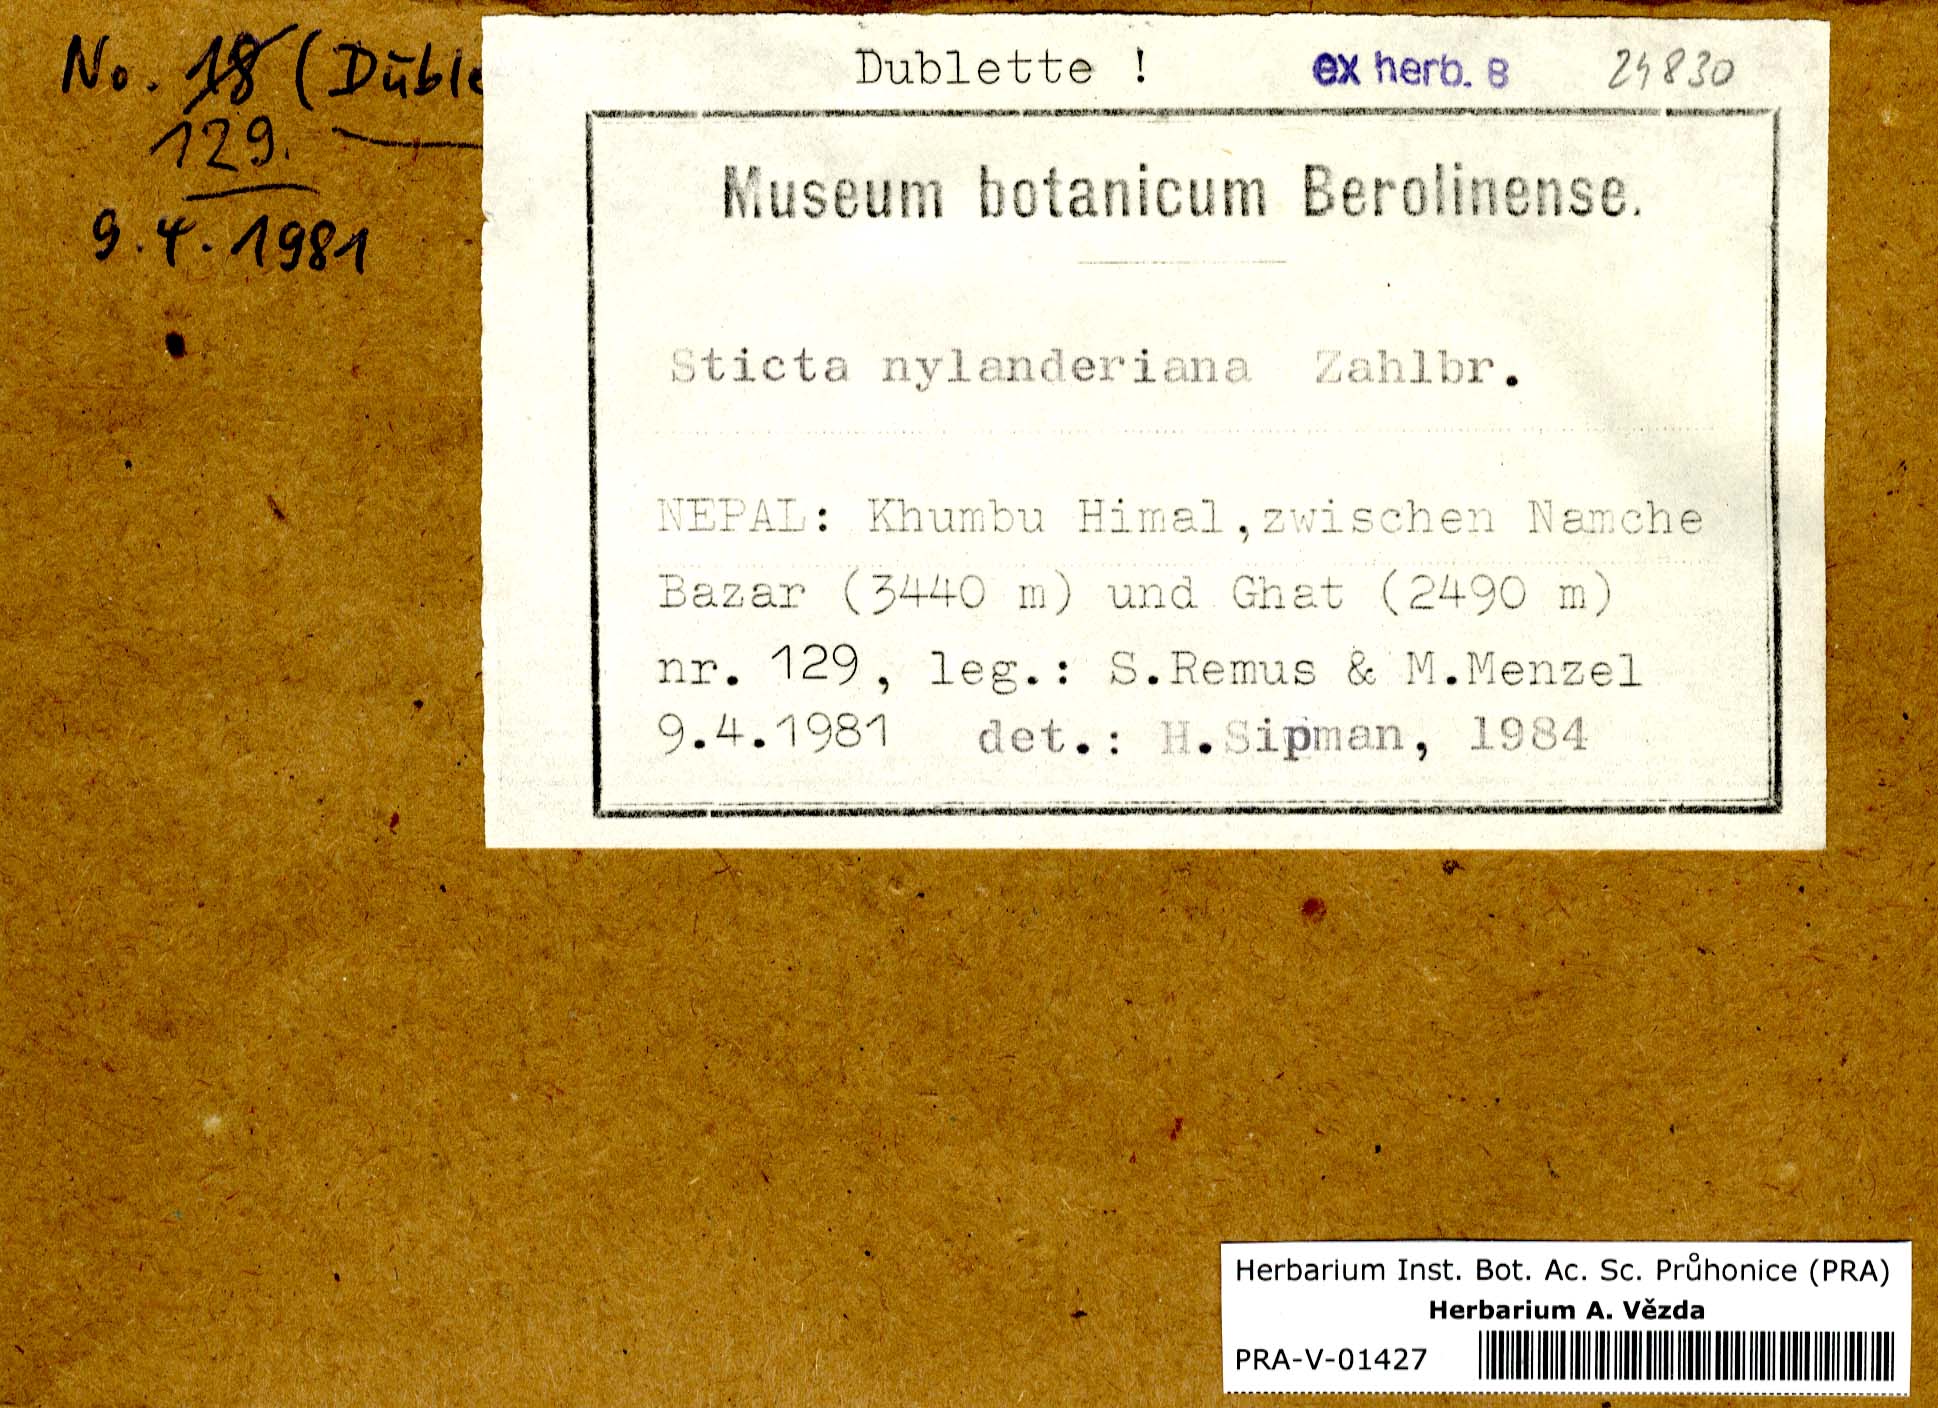 No. 18 (Duble
129.
9.4.1981
Dublette ! ex herb. B 24830
Museum botanicum Berolinense.
Sticta nylanderiana Zahlbr.
NEPAL: Khumbu Himal,zwischen Namche
Bazar (3440 m) und Ghat (2490 m)
nr. 129, leg.: S.Remus & M.Menzel
9.4.1981 det.: H.Sipman, 1984
Herbarium Inst. Bot. Ac. Sc. Průhonice (PRA)
Herbarium A. Vězda
PRA-V-01427